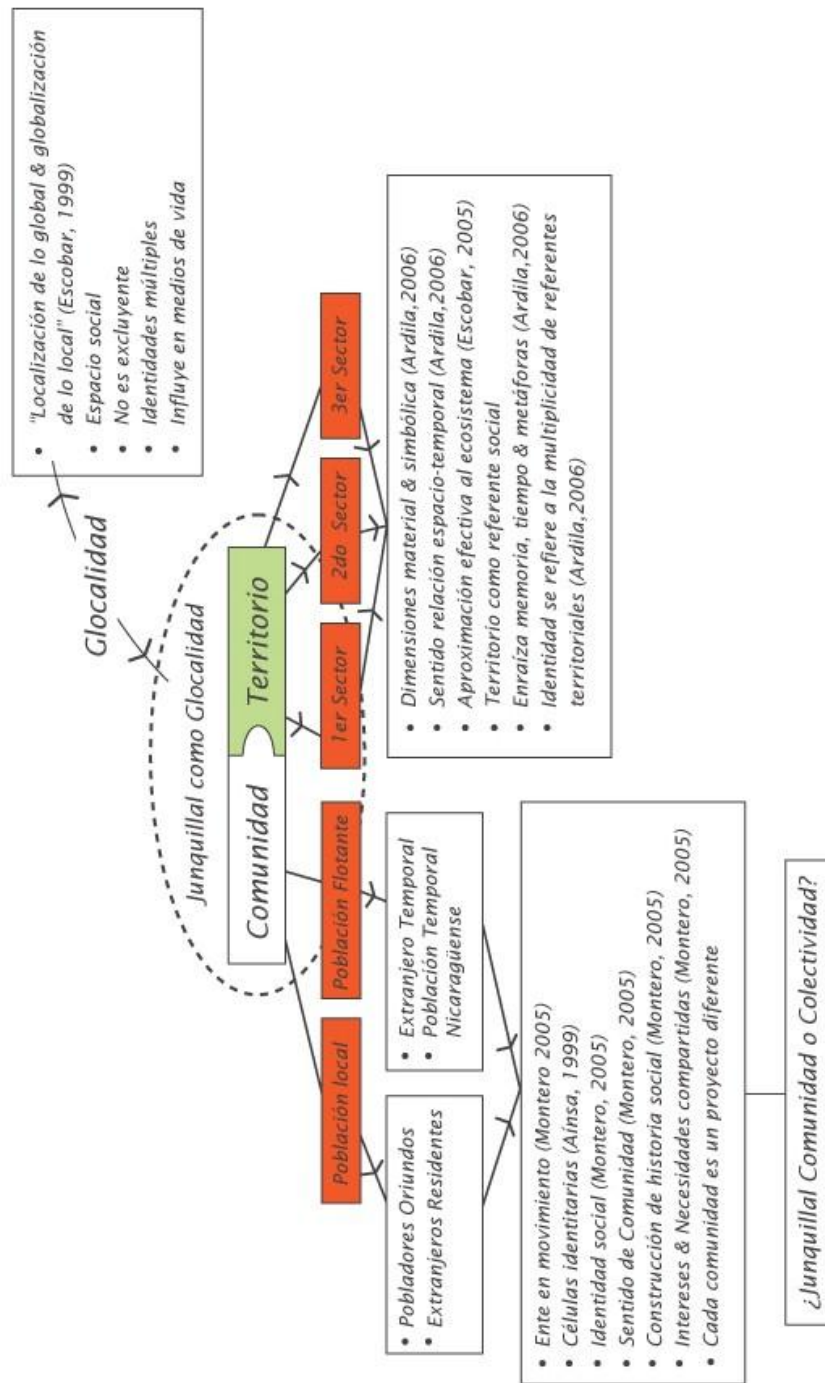 Glocalidad
• "Localización de lo global & globalización
de lo local" (Escobar, 1999)
• Espacio social
• No es excluyente
• Identidades múltiples
• Influye en medios de vida
Junquillal como Glocalidad
Comunidad
Territorio
Población local
Población Flotante
1er Sector
2do Sector
3er Sector
• Pobladores Oriundos
• Extranjeros Residentes
• Extranjero Temporal
• Población Temporal
Nicaragüense
• Dimensiones material & simbólica (Ardila,2006)
• Sentido relación espacio-temporal (Ardila,2006)
• Aproximación efectiva al ecosistema (Escobar, 2005)
• Territorio como referente social
• Enraíza memoria, tiempo & metáforas (Ardila,2006)
• Identidad se refiere a la multiplicidad de referentes
territoriales (Ardila,2006)
• Ente en movimiento (Montero 2005)
• Células identitarias (Aínsa, 1999)
• Identidad social (Montero, 2005)
• Sentido de Comunidad (Montero, 2005)
• Construcción de historia social (Montero, 2005)
• Intereses & Necesidades compartidas (Montero, 2005)
• Cada comunidad es un proyecto diferente
¿Junquillal Comunidad o Colectividad?